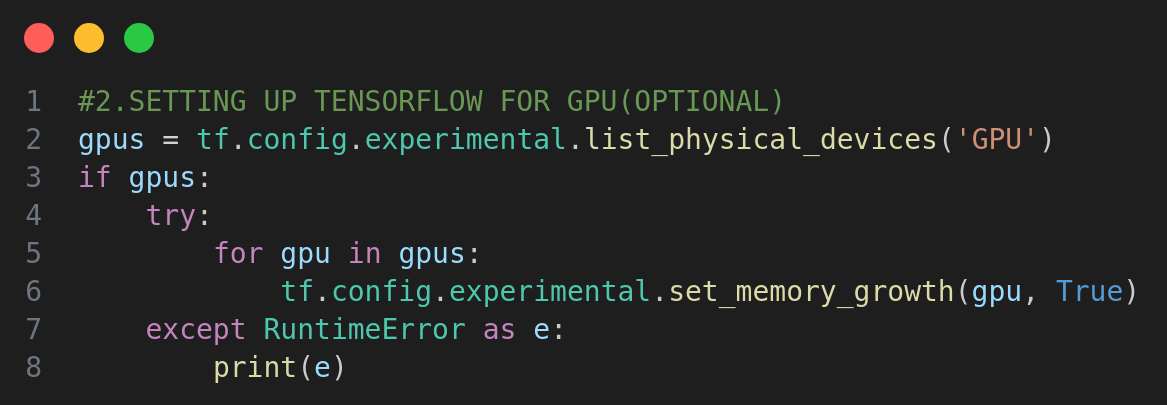 1 #2.SETTING UP TENSORFLOW FOR GPU(OPTIONAL)
2 gpus = tf.config.experimental.list_physical_devices('GPU')
3 if gpus:
4     try:
5         for gpu in gpus:
6             tf.config.experimental.set_memory_growth(gpu, True)
7     except RuntimeError as e:
8         print(e)